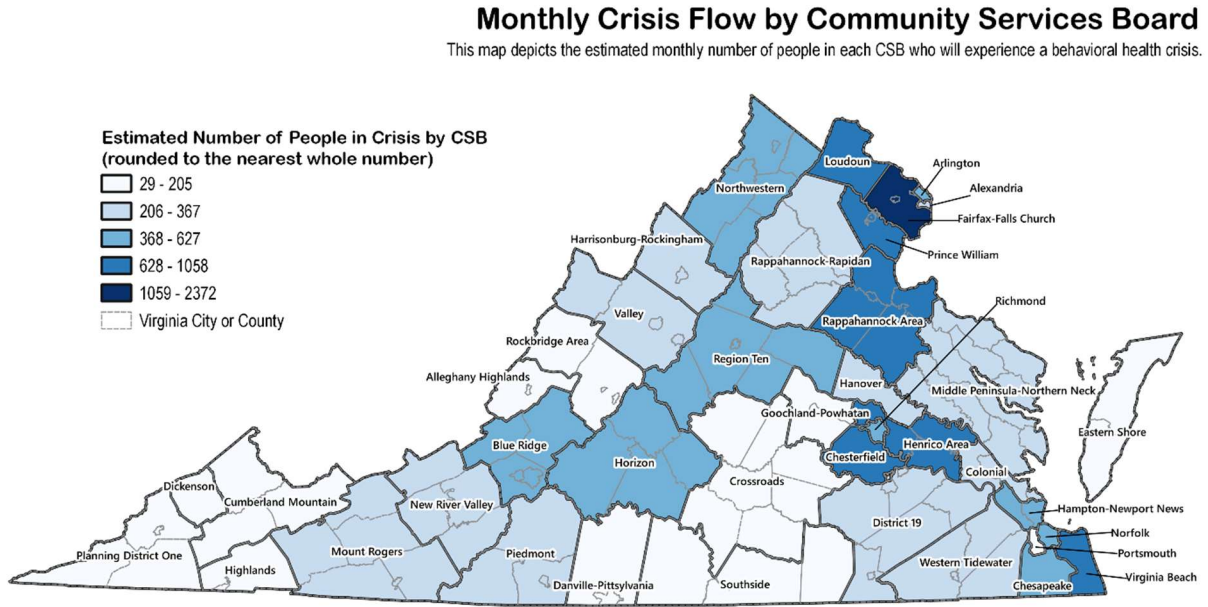 Monthly Crisis Flow by Community Services Board
This map depicts the estimated monthly number of people in each CSB who will experience a behavioral health crisis.
Estimated Number of People in Crisis by CSB
(rounded to the nearest whole number)
29 - 205
206 - 367
368 - 627
628 - 1058
1059 - 2372
Virginia City or County
Loudoun
Arlington
Alexandria
Northwestern
Fairfax-Falls Church
Harrisonburg-Rockingham
Prince William
Rappahannock-Rapidan
Richmond
Valley
Rappahannock Area
Rockbridge Area
Region Ten
Alleghany Highlands
Hanover
Middle Peninsula-Northern Neck
Goochland-Powhatan
Eastern Shore
Blue Ridge
Henrico Area
Horizon
Chesterfield
Colonial
Crossroads
Dickenson
Cumberland Mountain
New River Valley
Hampton-Newport News
District 19
Norfolk
Planning District One
Mount Rogers
Piedmont
Portsmouth
Highlands
Western Tidewater
Virginia Beach
Danville-Pittsylvania
Southside
Chesapeake